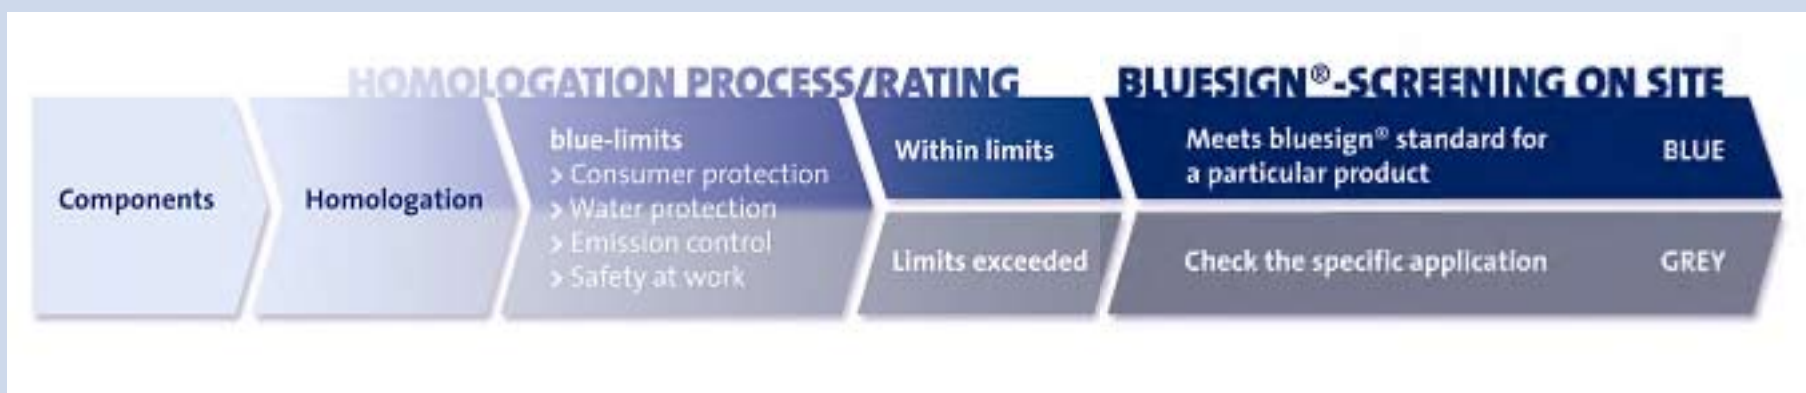 HOMOLOGATION PROCESS/RATING
BLUESIGN®-SCREENING ON SITE
Components
Homologation
blue-limits
> Consumer protection
> Water protection
> Emission control
> Safety at work
Within limits
Limits exceeded
Meets bluesign® standard for
a particular product
BLUE
Check the specific application
GREY